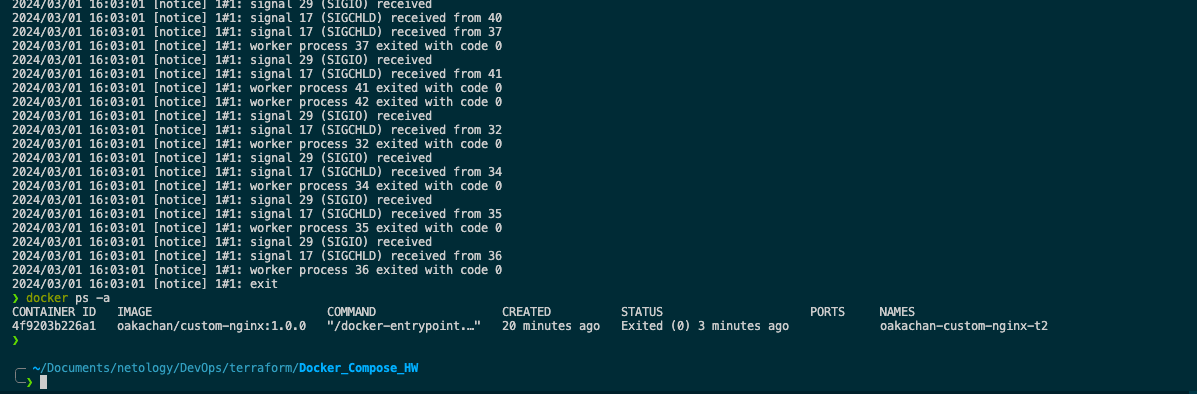 2024/03/01 16:03:01 [notice] 1#1: signal 29 (SIGIO) received
2024/03/01 16:03:01 [notice] 1#1: signal 17 (SIGCHLD) received from 40
2024/03/01 16:03:01 [notice] 1#1: signal 17 (SIGCHLD) received from 37
2024/03/01 16:03:01 [notice] 1#1: worker process 37 exited with code 0
2024/03/01 16:03:01 [notice] 1#1: signal 29 (SIGIO) received
2024/03/01 16:03:01 [notice] 1#1: signal 17 (SIGCHLD) received from 41
2024/03/01 16:03:01 [notice] 1#1: worker process 41 exited with code 0
2024/03/01 16:03:01 [notice] 1#1: worker process 42 exited with code 0
2024/03/01 16:03:01 [notice] 1#1: signal 29 (SIGIO) received
2024/03/01 16:03:01 [notice] 1#1: signal 17 (SIGCHLD) received from 32
2024/03/01 16:03:01 [notice] 1#1: worker process 32 exited with code 0
2024/03/01 16:03:01 [notice] 1#1: signal 29 (SIGIO) received
2024/03/01 16:03:01 [notice] 1#1: signal 17 (SIGCHLD) received from 34
2024/03/01 16:03:01 [notice] 1#1: worker process 34 exited with code 0
2024/03/01 16:03:01 [notice] 1#1: signal 29 (SIGIO) received
2024/03/01 16:03:01 [notice] 1#1: signal 17 (SIGCHLD) received from 35
2024/03/01 16:03:01 [notice] 1#1: worker process 35 exited with code 0
2024/03/01 16:03:01 [notice] 1#1: signal 29 (SIGIO) received
2024/03/01 16:03:01 [notice] 1#1: signal 17 (SIGCHLD) received from 36
2024/03/01 16:03:01 [notice] 1#1: worker process 36 exited with code 0
2024/03/01 16:03:01 [notice] 1#1: exit
❯ docker ps -a
CONTAINER ID   IMAGE                         COMMAND                  CREATED          STATUS                     PORTS     NAMES
4f9203b226a1   oakachan/custom-nginx:1.0.0   "/docker-entrypoint.…"   20 minutes ago   Exited (0) 3 minutes ago             oakachan-custom-nginx-t2
❯
╭─ ~/Documents/netology/DevOps/terraform/Docker_Compose_HW
╰─❯